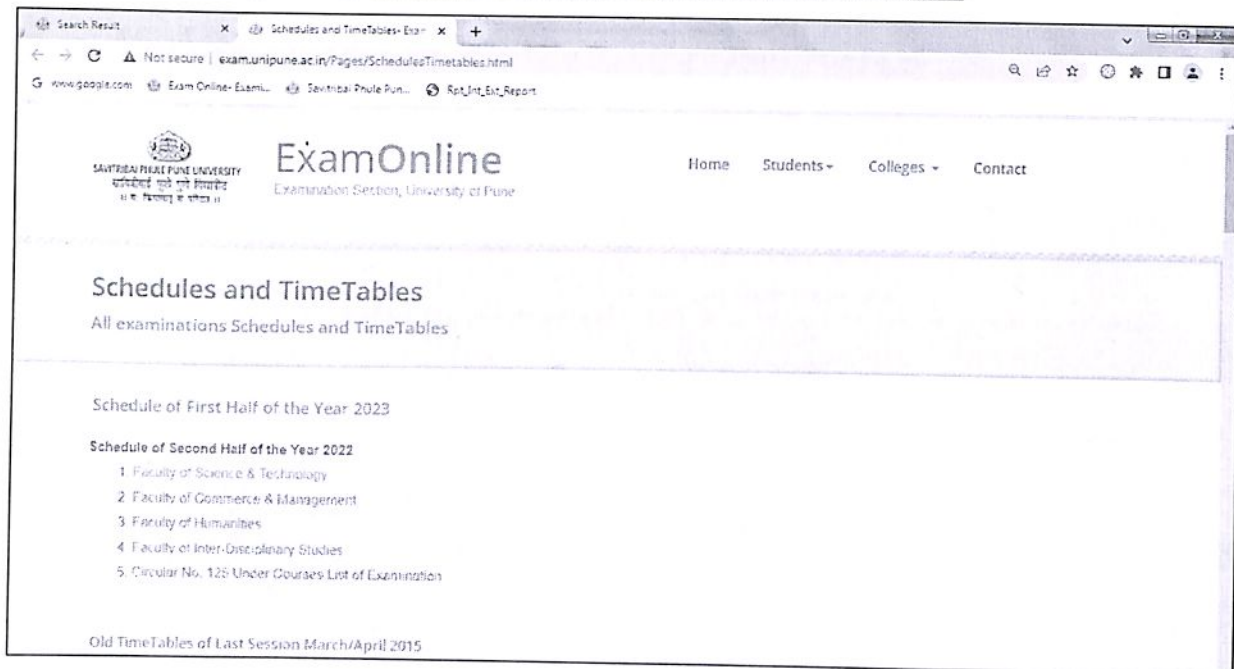 Search Result
Schedules and TimeTables- Exa-
Not secure | exam.unipune.ac.in/Pages/SchedulesTimetables.html
www.google.com Exam Online- Exami... Savitribai Phule Pun... Rpt_Int_Ext_Report
SAVITRIBAI PHULE PUNE UNIVERSITY
ExamOnline
Examination Section, University of Pune
Home Students Colleges Contact
Schedules and TimeTables
All examinations Schedules and TimeTables
Schedule of First Half of the Year 2023
Schedule of Second Half of the Year 2022
1. Faculty of Science & Technology
2. Faculty of Commerce & Management
3. Faculty of Humanities
4. Faculty of Inter-Disciplinary Studies
5. Circular No. 125 Under Courses List of Examination
Old TimeTables of Last Session March/April 2015